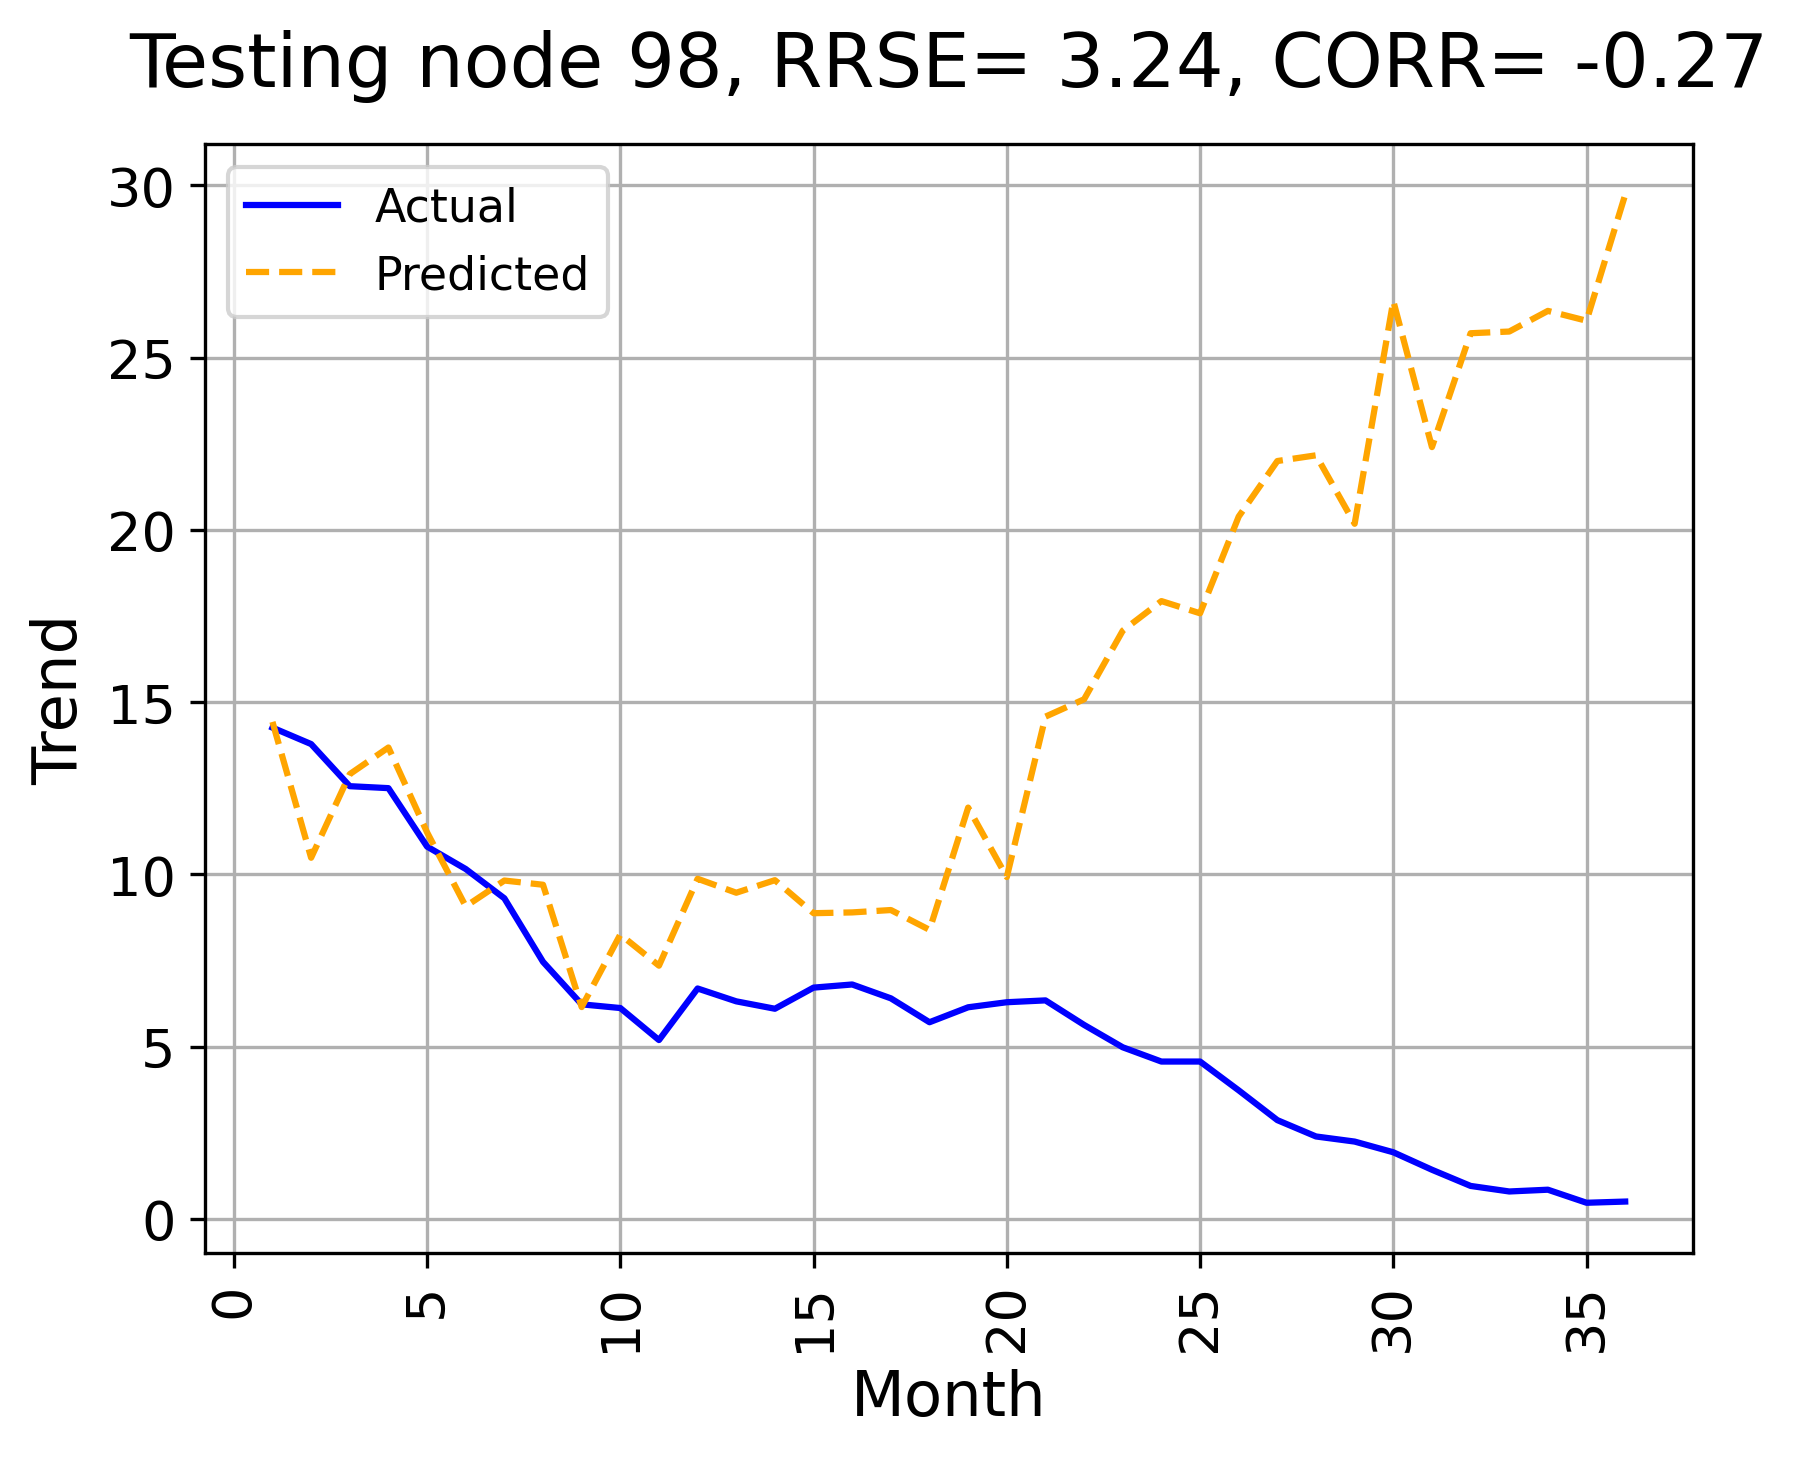 Testing node 98, RRSE= 3.24, CORR= -0.27
Actual
Predicted
Trend
30
25
20
15
10
5
0
0 5 10 15 20 25 30 35
Month